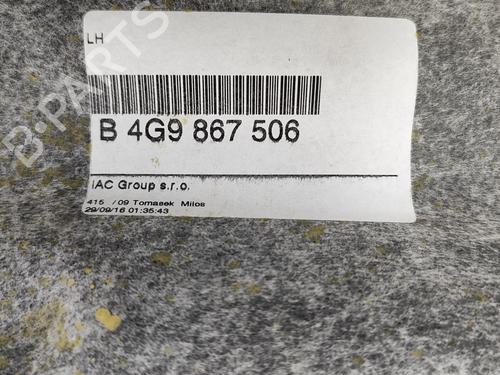 LH
B 4G9 867 506
IAC Group s.r.o.
415 /09 Tomasek Milos
29/09/16 01:35:43
B-PARTS